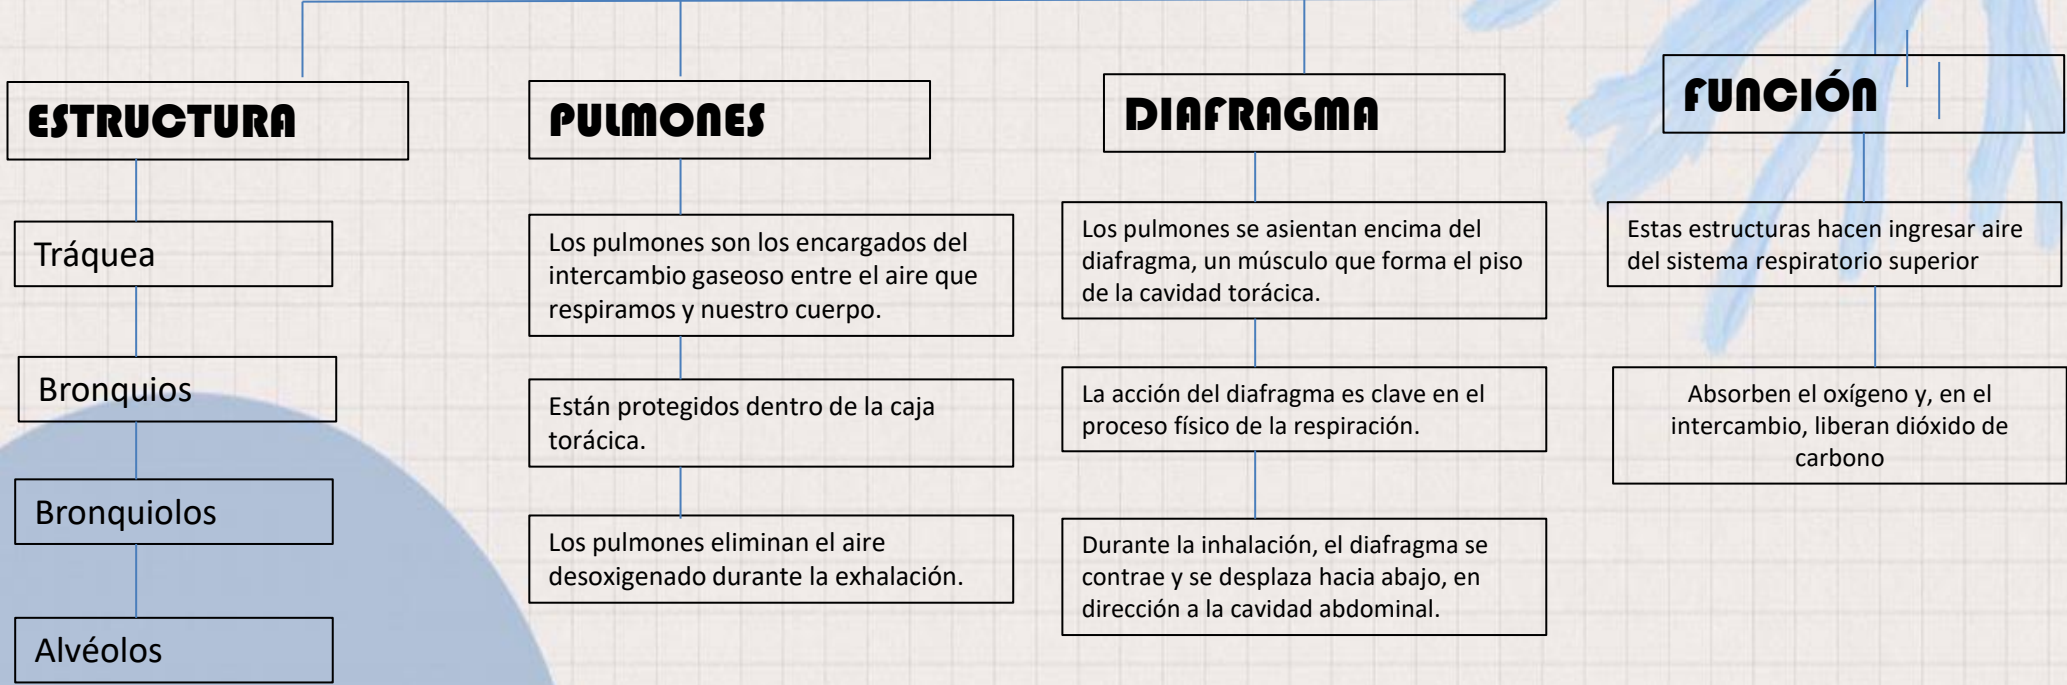 ESTRUCTURA
Tráquea
Bronquios
Bronquiolos
Alvéolos
PULMONES
Los pulmones son los encargados del
intercambio gaseoso entre el aire que
respiramos y nuestro cuerpo.
Están protegidos dentro de la caja
torácica.
Los pulmones eliminan el aire
desoxigenado durante la exhalación.
DIAFRAGMA
Los pulmones se asientan encima del
diafragma, un músculo que forma el piso
de la cavidad torácica.
La acción del diafragma es clave en el
proceso físico de la respiración.
Durante la inhalación, el diafragma se
contrae y se desplaza hacia abajo, en
dirección a la cavidad abdominal.
FUNCIÓN
Estas estructuras hacen ingresar aire
del sistema respiratorio superior
Absorben el oxígeno y, en el
intercambio, liberan dióxido de
carbono